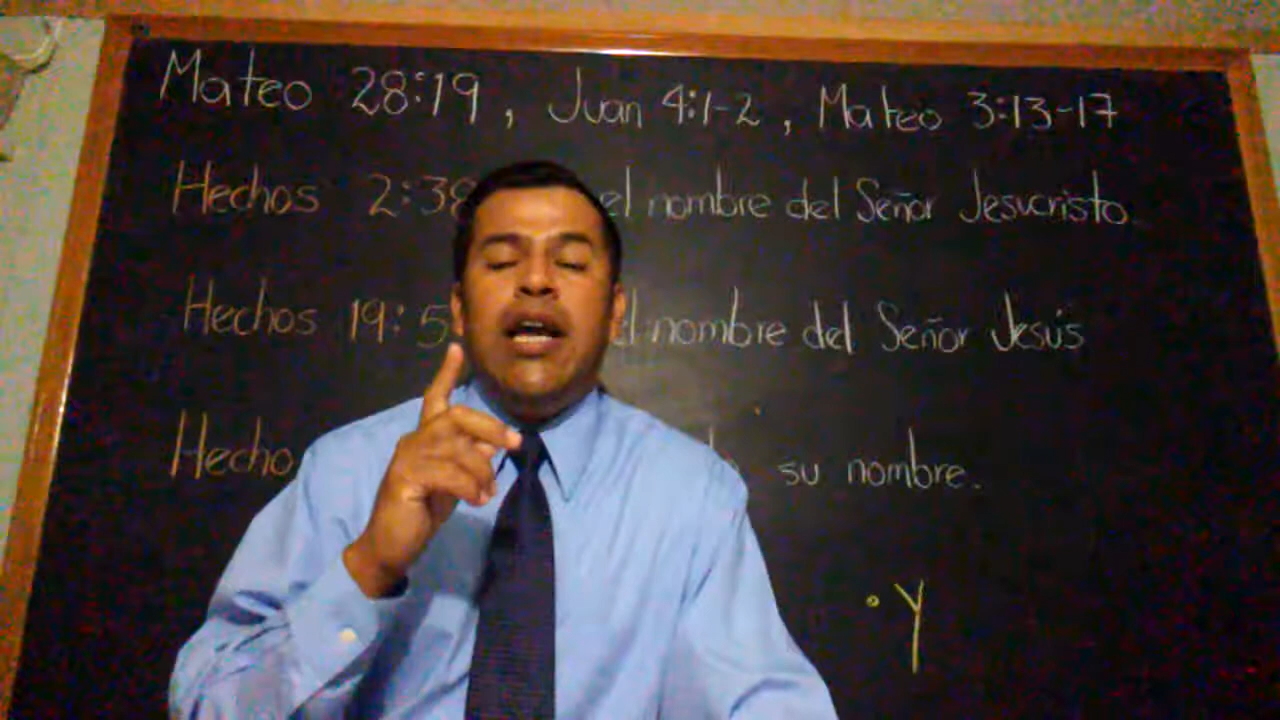 Mateo 28:19, Juan 4:1-2, Mateo 3:13-17
Hechos 2:38 el nombre del Señor Jesucristo.
Hechos 19:5 el nombre del Señor Jesús
Hecho su nombre.
• Y